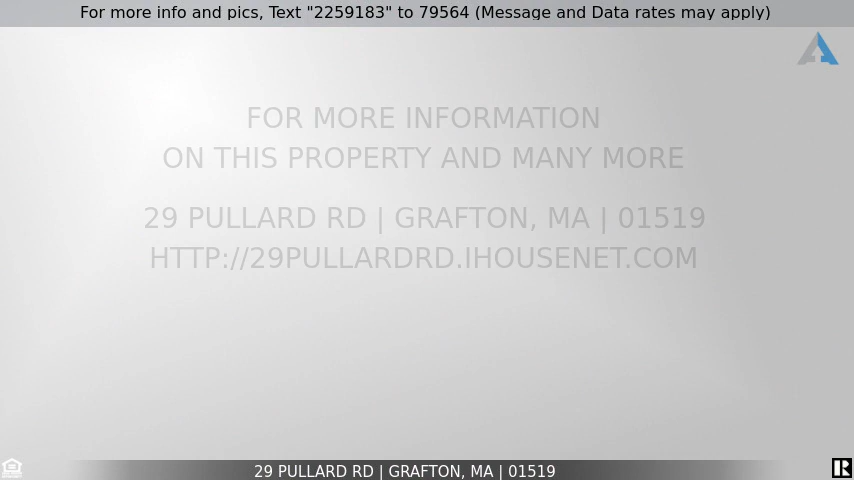 For more info and pics, Text "2259183" to 79564 (Message and Data rates may apply)
FOR MORE INFORMATION
ON THIS PROPERTY AND MANY MORE
29 PULLARD RD | GRAFTON, MA | 01519
HTTP://29PULLARDRD.IHOUSENET.COM
29 PULLARD RD | GRAFTON, MA | 01519